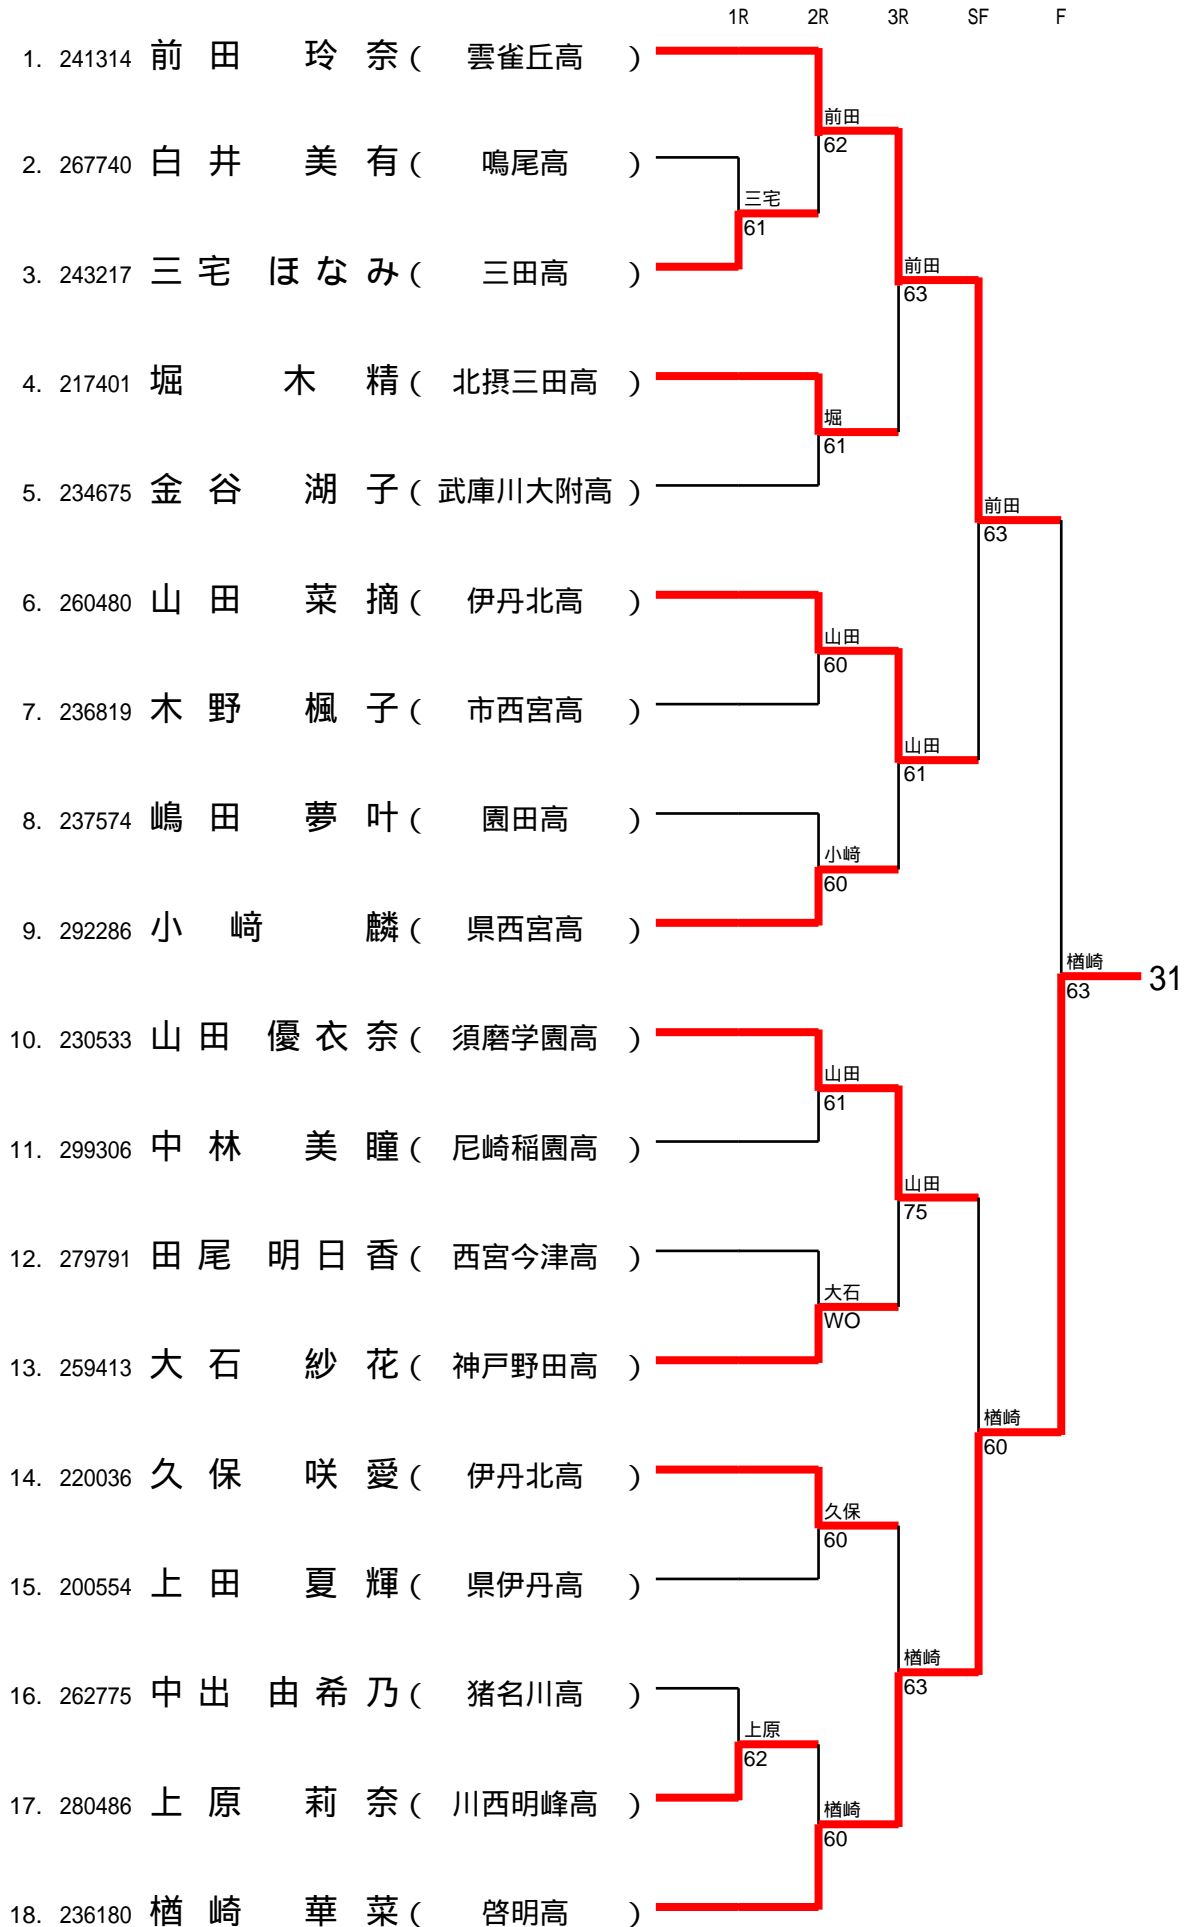 1R 2R 3R SF F
1. 241314 前田 玲奈 ( 雲雀丘高 )
前田
62
2. 267740 白井 美有 ( 鳴尾高 )
三宅
61
3. 243217 三宅 ほなみ ( 三田高 )
前田
63
4. 217401 堀 木精 ( 北摂三田高 )
堀
61
5. 234675 金谷 湖子 ( 武庫川大附高 )
前田
63
6. 260480 山田 菜摘 ( 伊丹北高 )
山田
60
7. 236819 木野 楓子 ( 市西宮高 )
山田
61
8. 237574 嶋田 夢叶 ( 園田高 )
小﨑
60
9. 292286 小﨑 麟 ( 県西宮高 )
楢崎
63
31
10. 230533 山田 優衣奈 ( 須磨学園高 )
山田
61
11. 299306 中林 美瞳 ( 尼崎稲園高 )
山田
75
12. 279791 田尾 明日香 ( 西宮今津高 )
大石
WO
13. 259413 大石 紗花 ( 神戸野田高 )
楢崎
60
14. 220036 久保 咲愛 ( 伊丹北高 )
久保
60
15. 200554 上田 夏輝 ( 県伊丹高 )
楢崎
63
16. 262775 中出 由希乃 ( 猪名川高 )
上原
62
17. 280486 上原 莉奈 ( 川西明峰高 )
楢崎
60
18. 236180 楢崎 華菜 ( 啓明高 )